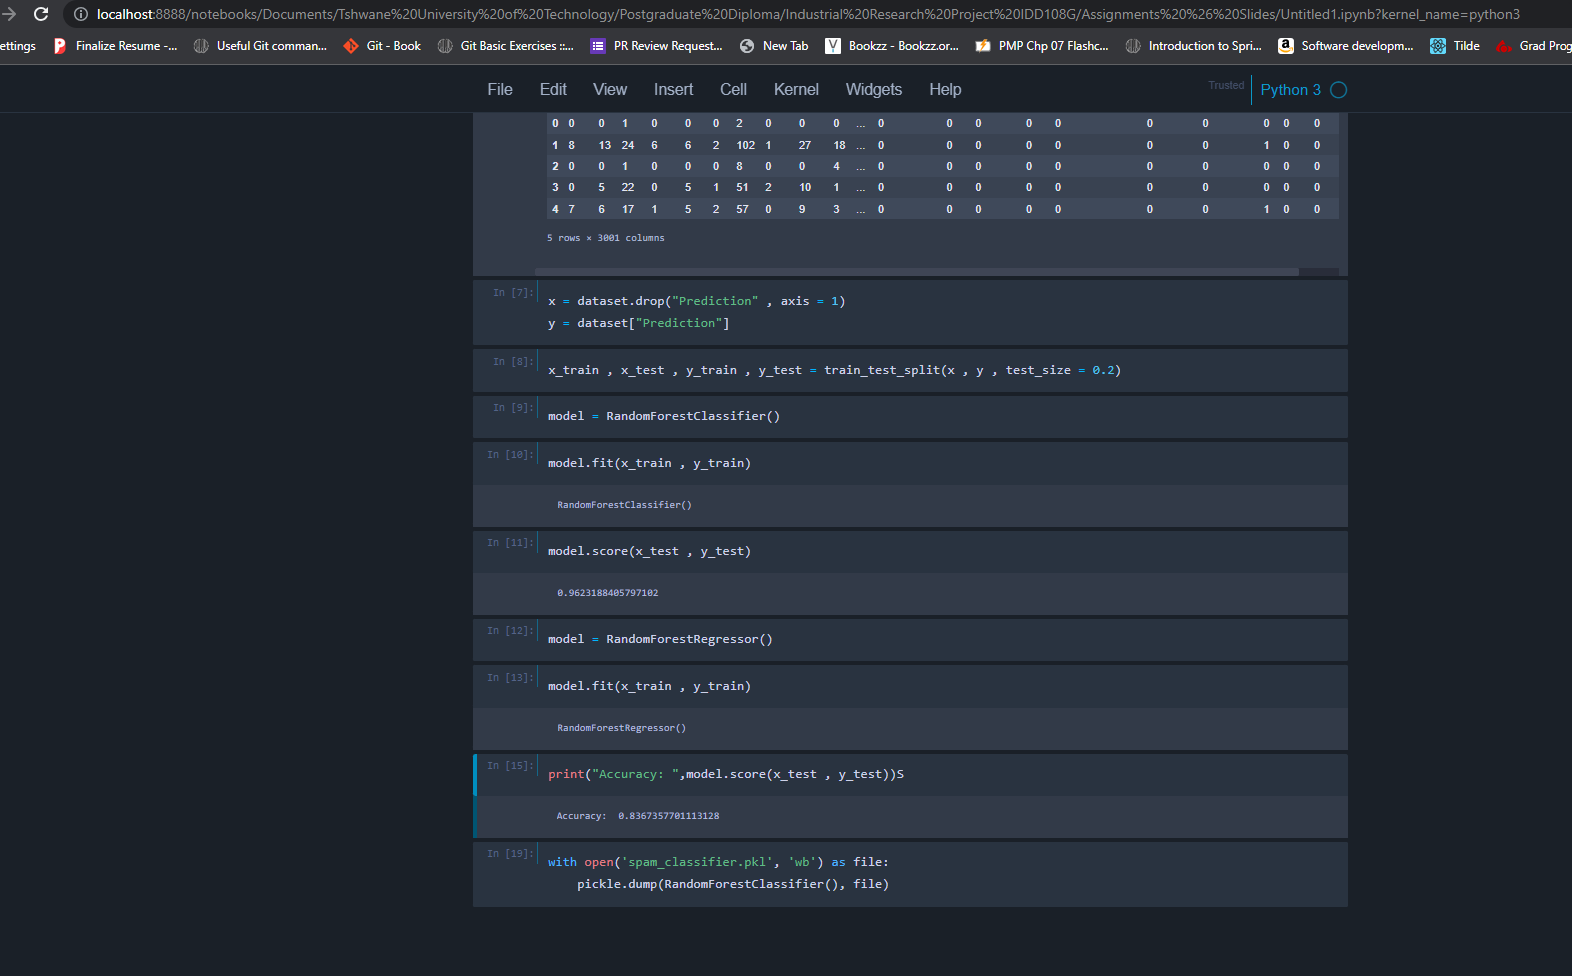 localhost:8888/notebooks/Documents/Tshwane%20University%20of%20Technology/Postgraduate%20Diploma/Industrial%20Research%20Project%20IDD108G/Assignments%20%26%20Slides/Untitled1.ipynb?kernel_name=python3
ettings Finalize Resume -... Useful Git comman... Git - Book Git Basic Exercises ::... PR Review Request... New Tab Bookzz - Bookzz.or... PMP Chp 07 Flashc... Introduction to Spri... Software developm... Tilde Grad Prog
File Edit View Insert Cell Kernel Widgets Help Trusted Python 3
0 0 0 1 0 0 0 2 0 0 0 ... 0 0 0 0 0 0 0 0 0 0
1 8 13 24 6 6 2 102 1 27 18 ... 0 0 0 0 0 0 0 1 0 0
2 0 0 1 0 0 0 8 0 0 4 ... 0 0 0 0 0 0 0 0 0 0
3 0 5 22 0 5 1 51 2 10 1 ... 0 0 0 0 0 0 0 0 0 0
4 7 6 17 1 5 2 57 0 9 3 ... 0 0 0 0 0 0 0 1 0 0
5 rows × 3001 columns
In [7]: x = dataset.drop("Prediction" , axis = 1)
y = dataset["Prediction"]
In [8]: x_train , x_test , y_train , y_test = train_test_split(x , y , test_size = 0.2)
In [9]: model = RandomForestClassifier()
In [10]: model.fit(x_train , y_train)
RandomForestClassifier()
In [11]: model.score(x_test , y_test)
0.9623188405797102
In [12]: model = RandomForestRegressor()
In [13]: model.fit(x_train , y_train)
RandomForestRegressor()
In [15]: print("Accuracy: ",model.score(x_test , y_test))S
Accuracy:  0.8367357701113128
In [19]: with open('spam_classifier.pkl', 'wb') as file:
pickle.dump(RandomForestClassifier(), file)